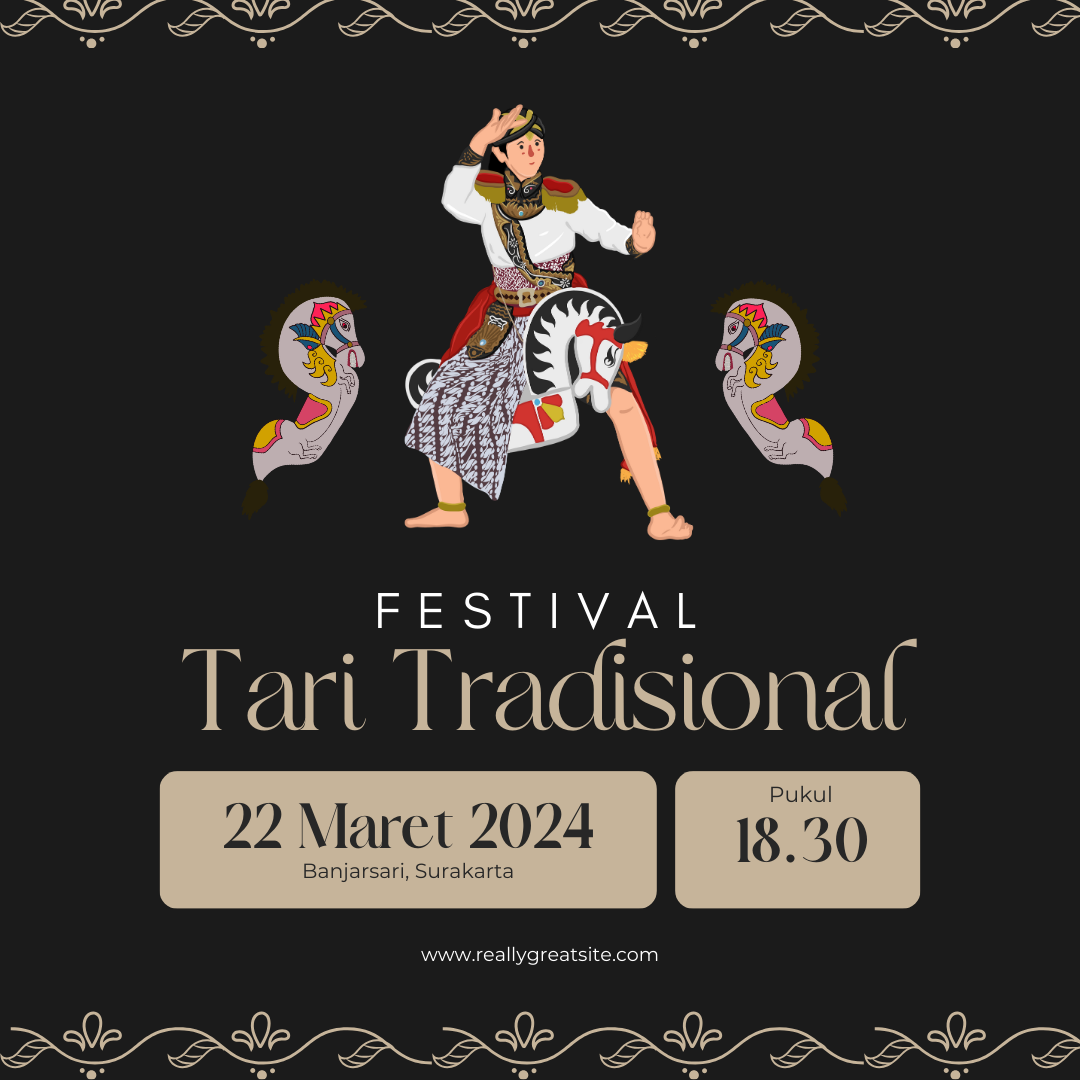 FESTIVAL
Tari Tradisional
22 Maret 2024
Banjarsari, Surakarta
Pukul
18.30
www.reallygreatsite.com